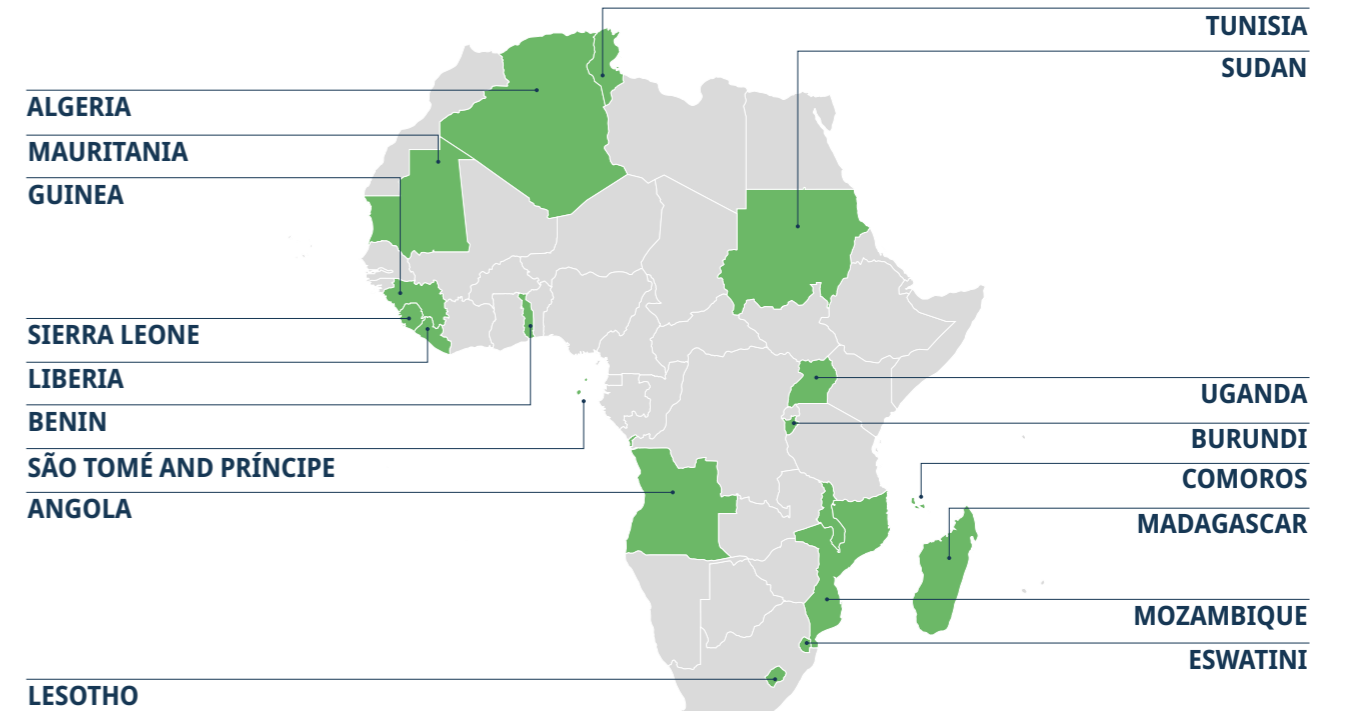 TUNISIA
SUDAN
ALGERIA
MAURITANIA
GUINEA
SIERRA LEONE
LIBERIA
BENIN
SÃO TOMÉ AND PRÍNCIPE
ANGOLA
UGANDA
BURUNDI
COMOROS
MADAGASCAR
MOZAMBIQUE
ESWATINI
LESOTHO